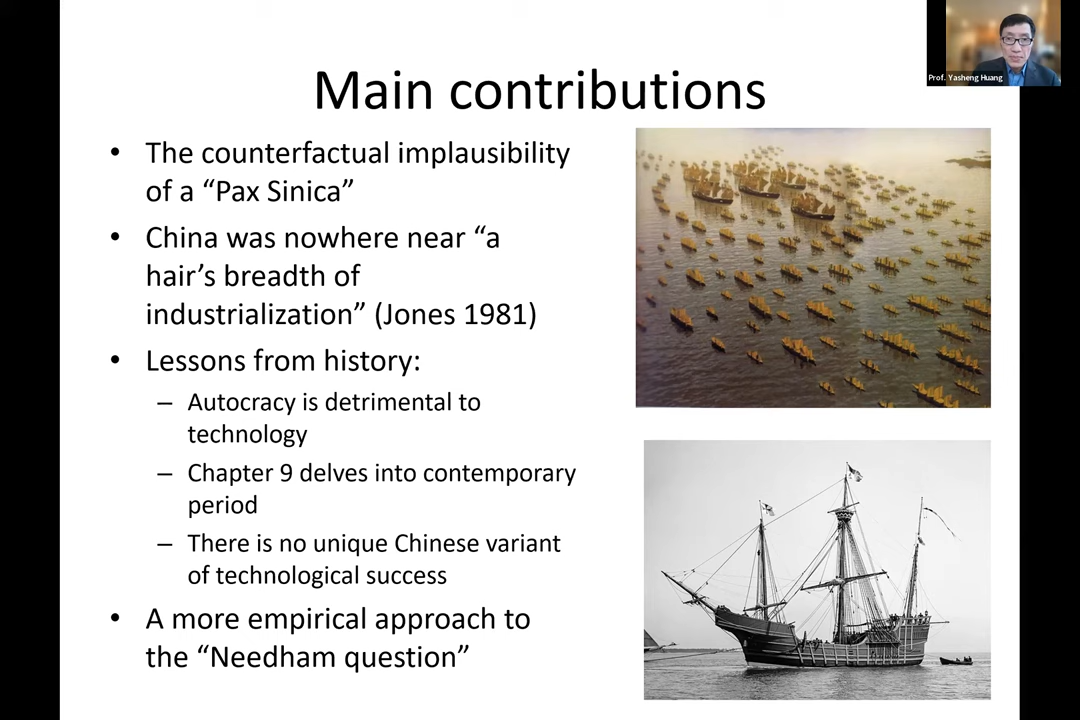 Prof. Yasheng Huang
Main contributions
• The counterfactual implausibility
of a “Pax Sinica”
• China was nowhere near “a
hair’s breadth of
industrialization” (Jones 1981)
• Lessons from history:
– Autocracy is detrimental to
technology
– Chapter 9 delves into contemporary
period
– There is no unique Chinese variant
of technological success
• A more empirical approach to
the “Needham question”